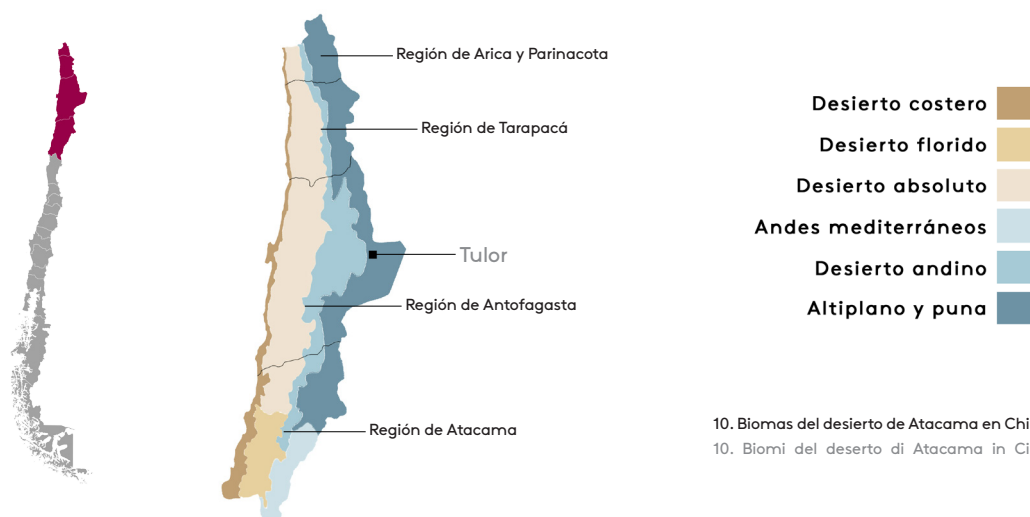 Región de Arica y Parinacota
Región de Tarapacá
Tulor
Región de Antofagasta
Región de Atacama
Desierto costero
Desierto florido
Desierto absoluto
Andes mediterráneos
Desierto andino
Altiplano y puna
10. Biomas del desierto de Atacama en Chi
10. Biomi del deserto di Atacama in Ci